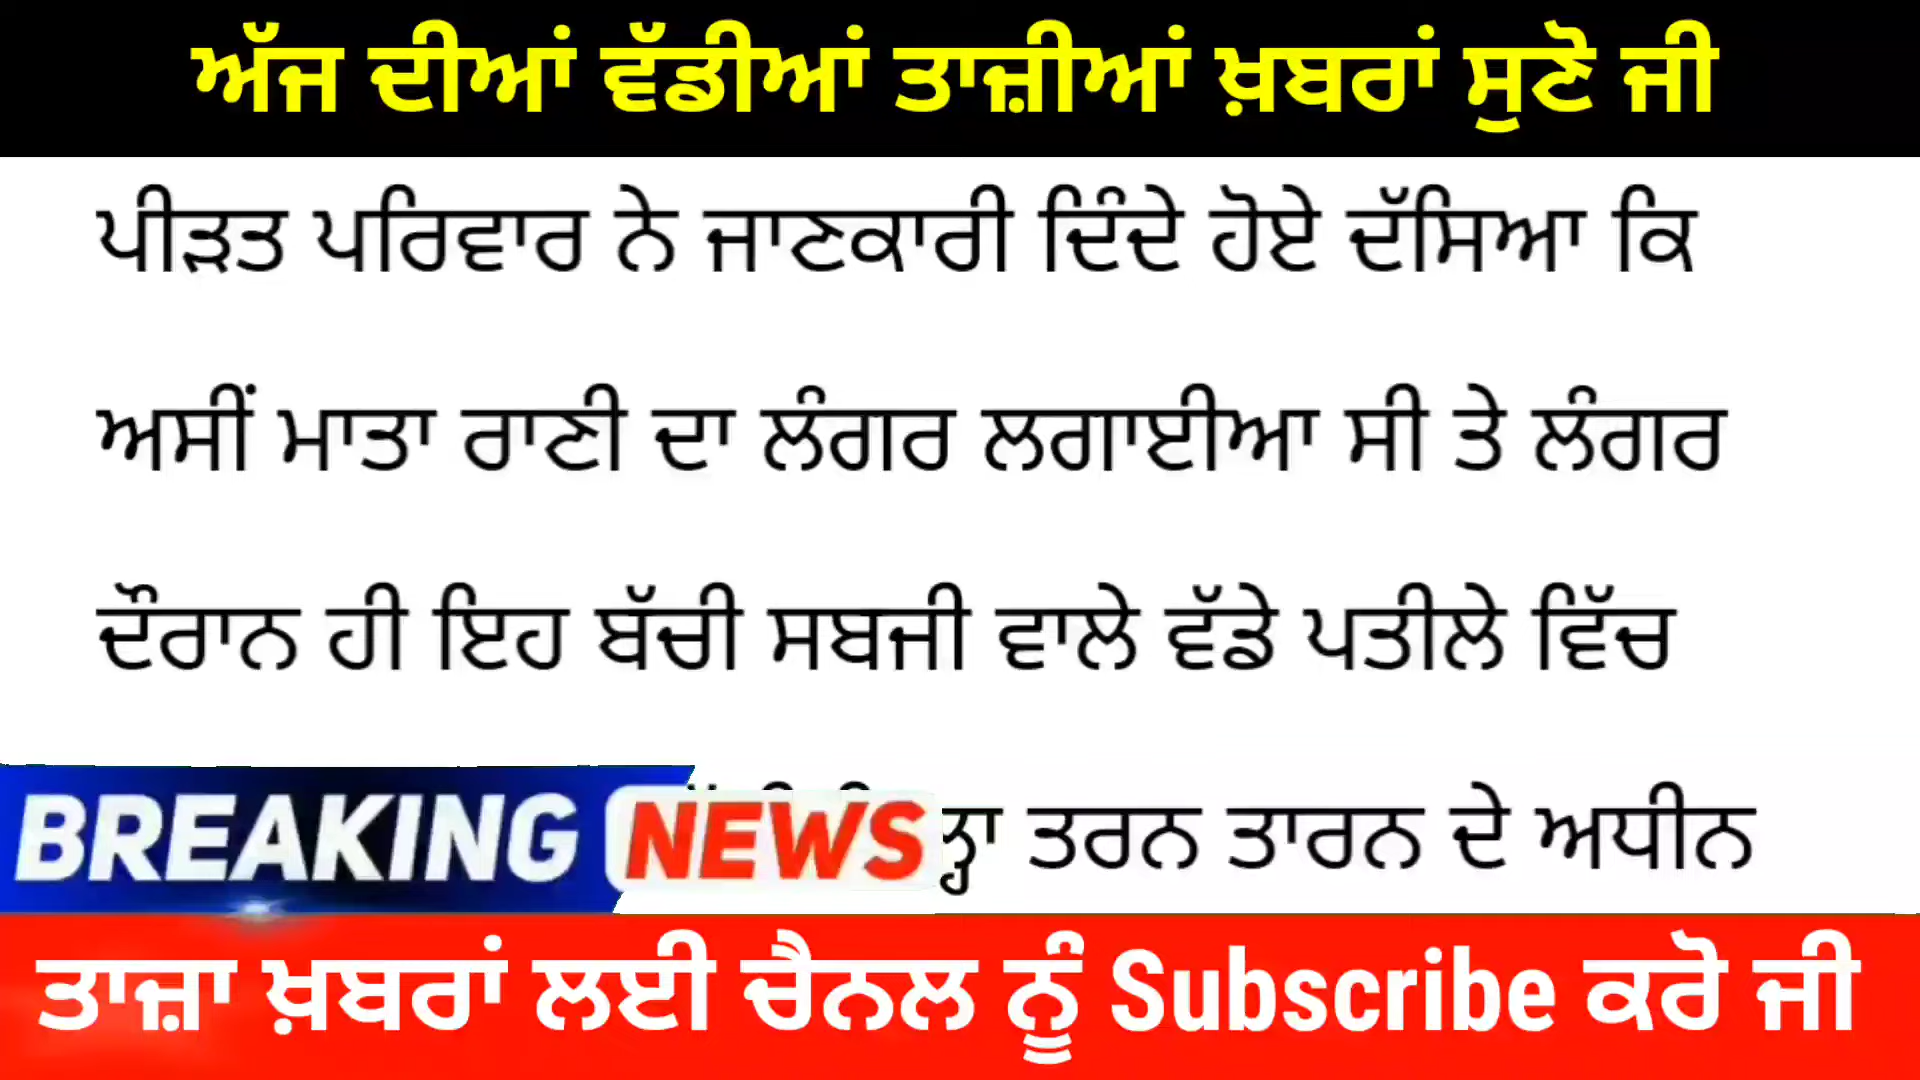 ਅੱਜ ਦੀਆਂ ਵੱਡੀਆਂ ਤਾਜ਼ੀਆਂ ਖ਼ਬਰਾਂ ਸੁਣੋ ਜੀ
ਪੀੜਤ ਪਰਿਵਾਰ ਨੇ ਜਾਣਕਾਰੀ ਦਿੰਦੇ ਹੋਏ ਦੱਸਿਆ ਕਿ
ਅਸੀਂ ਮਾਤਾ ਰਾਣੀ ਦਾ ਲੰਗਰ ਲਗਾਈਆ ਸੀ ਤੇ ਲੰਗਰ
ਦੌਰਾਨ ਹੀ ਇਹ ਬੱਚੀ ਸਬਜੀ ਵਾਲੇ ਵੱਡੇ ਪਤੀਲੇ ਵਿੱਚ
BREAKING NEWS ਤਰਨ ਤਾਰਨ ਦੇ ਅਧੀਨ
ਤਾਜ਼ਾ ਖ਼ਬਰਾਂ ਲਈ ਚੈਨਲ ਨੂੰ Subscribe ਕਰੋ ਜੀ